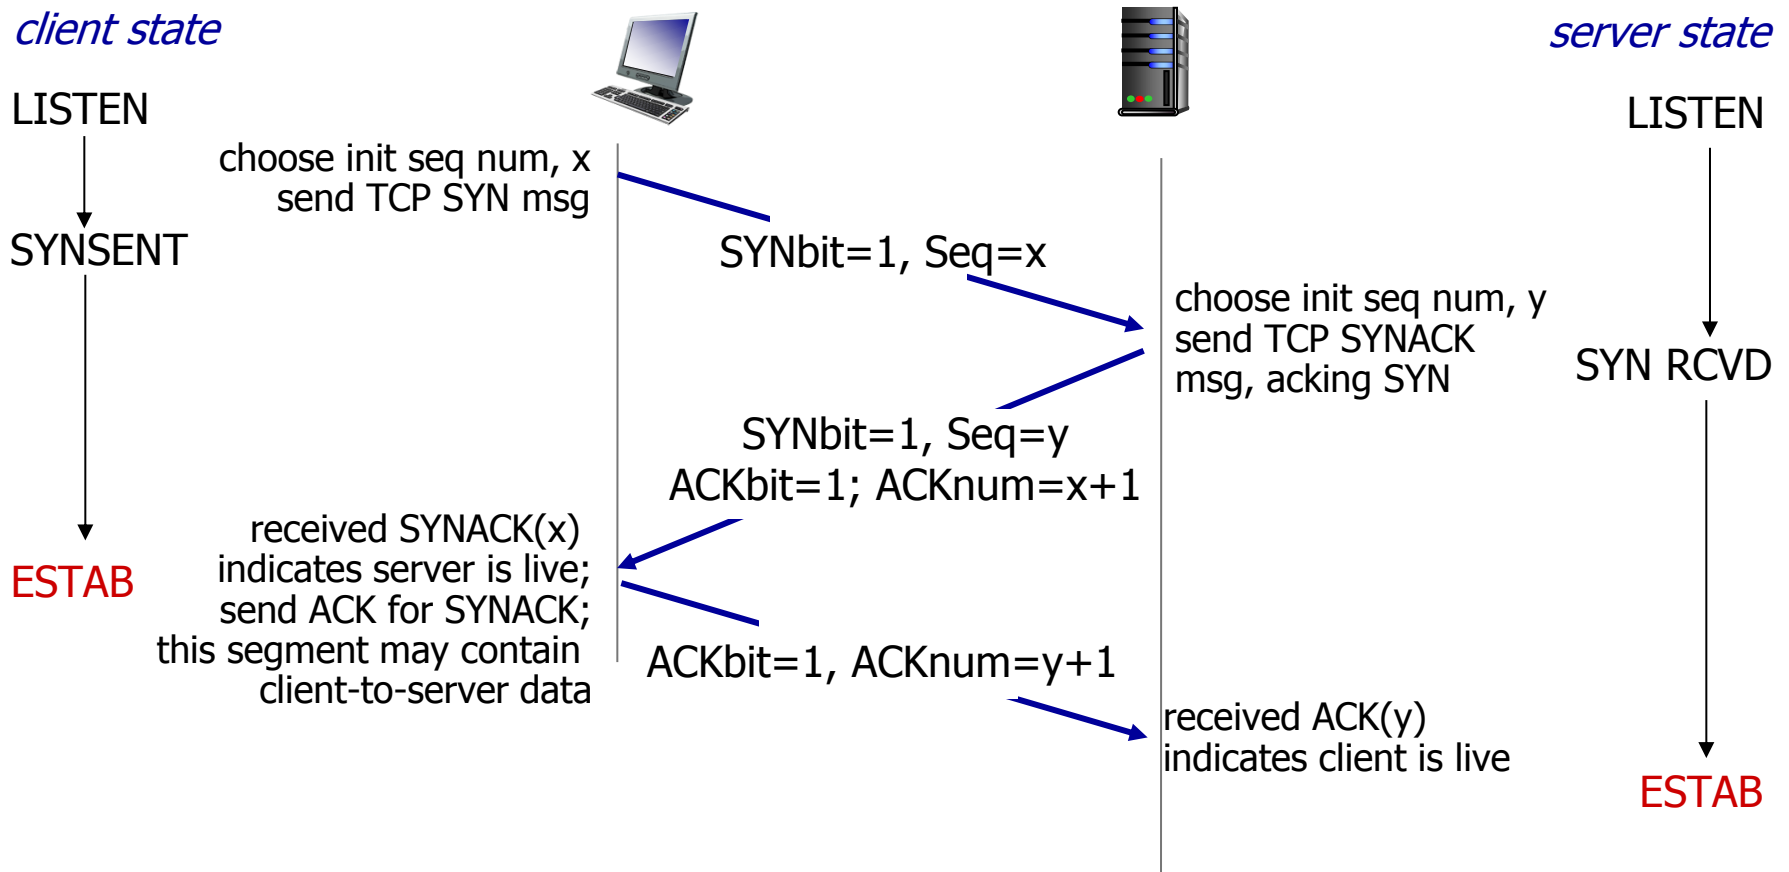 client state
server state
LISTEN
LISTEN
choose init seq num, x
send TCP SYN msg
SYNSENT
SYNbit=1, Seq=x
choose init seq num, y
send TCP SYNACK
msg, acking SYN
SYN RCVD
SYNbit=1, Seq=y
ACKbit=1; ACKnum=x+1
received SYNACK(x)
indicates server is live;
send ACK for SYNACK;
this segment may contain
client-to-server data
ESTAB
ACKbit=1, ACKnum=y+1
received ACK(y)
indicates client is live
ESTAB